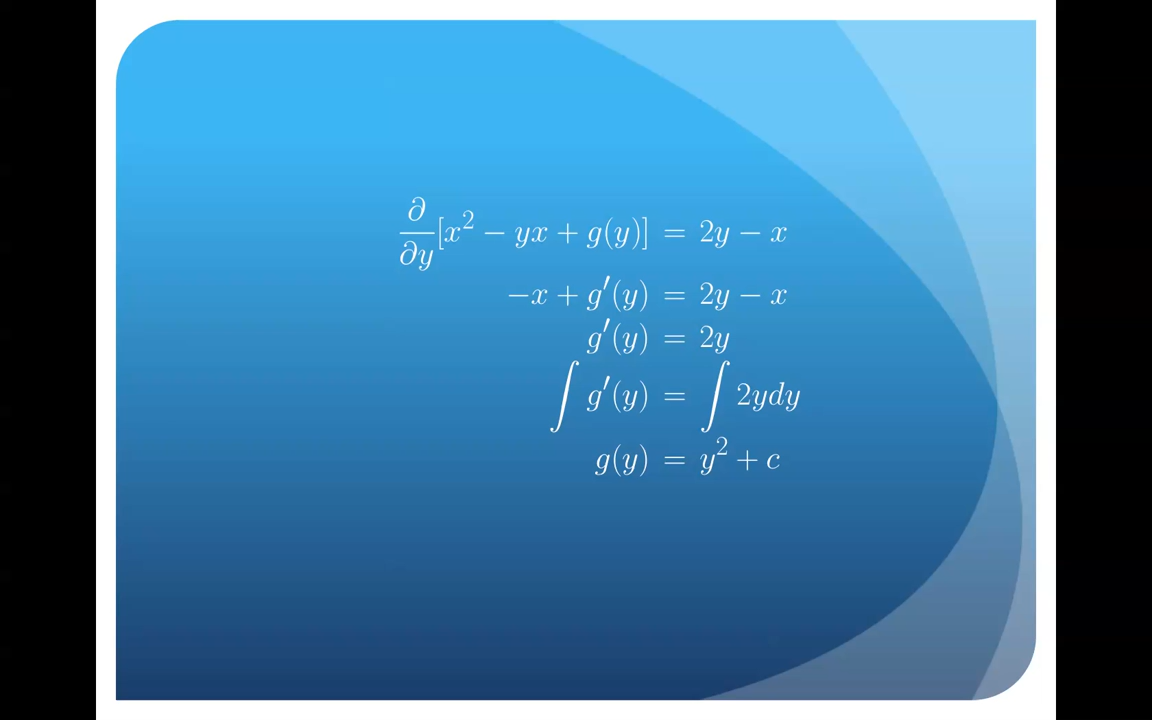 ∂/∂y[x² − yx + g(y)] = 2y − x
−x + g′(y) = 2y − x
g′(y) = 2y
∫ g′(y) = ∫ 2ydy
g(y) = y² + c